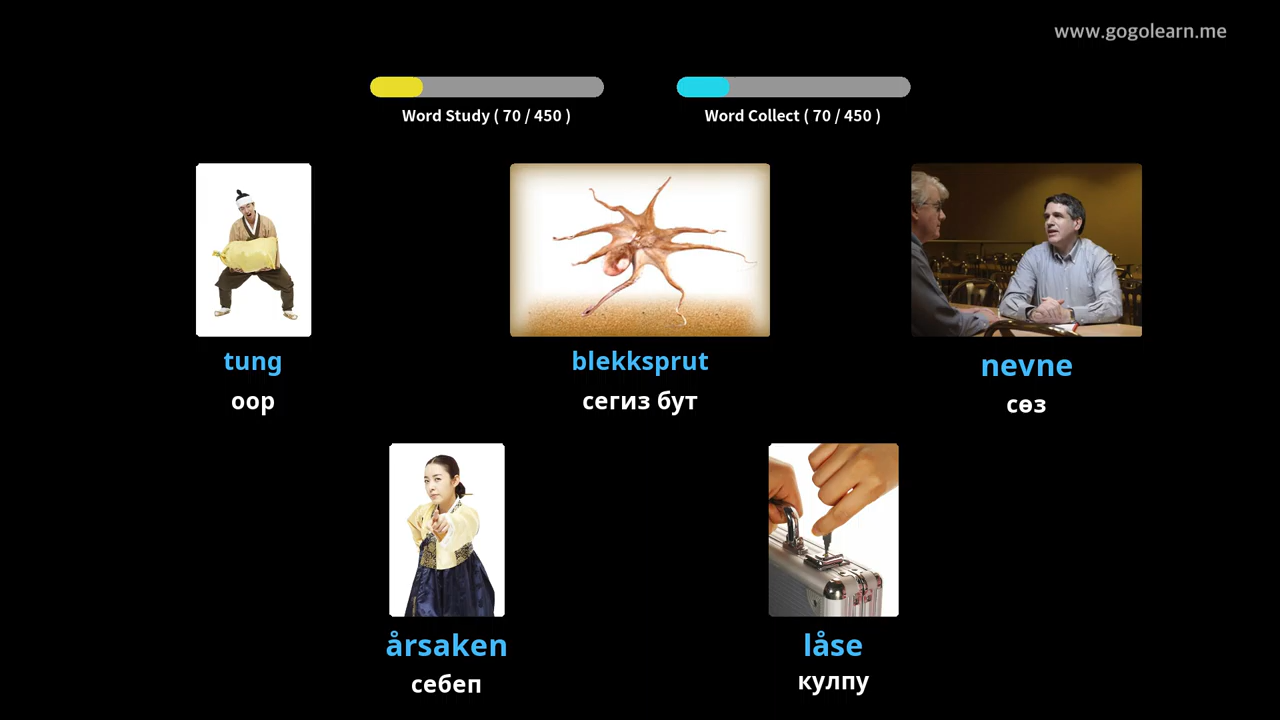 www.gogolearn.me
Word Study ( 70 / 450 )
Word Collect ( 70 / 450 )
tung
оор
blekksprut
сегиз бут
nevne
сөз
årsaken
себеп
låse
кулпу